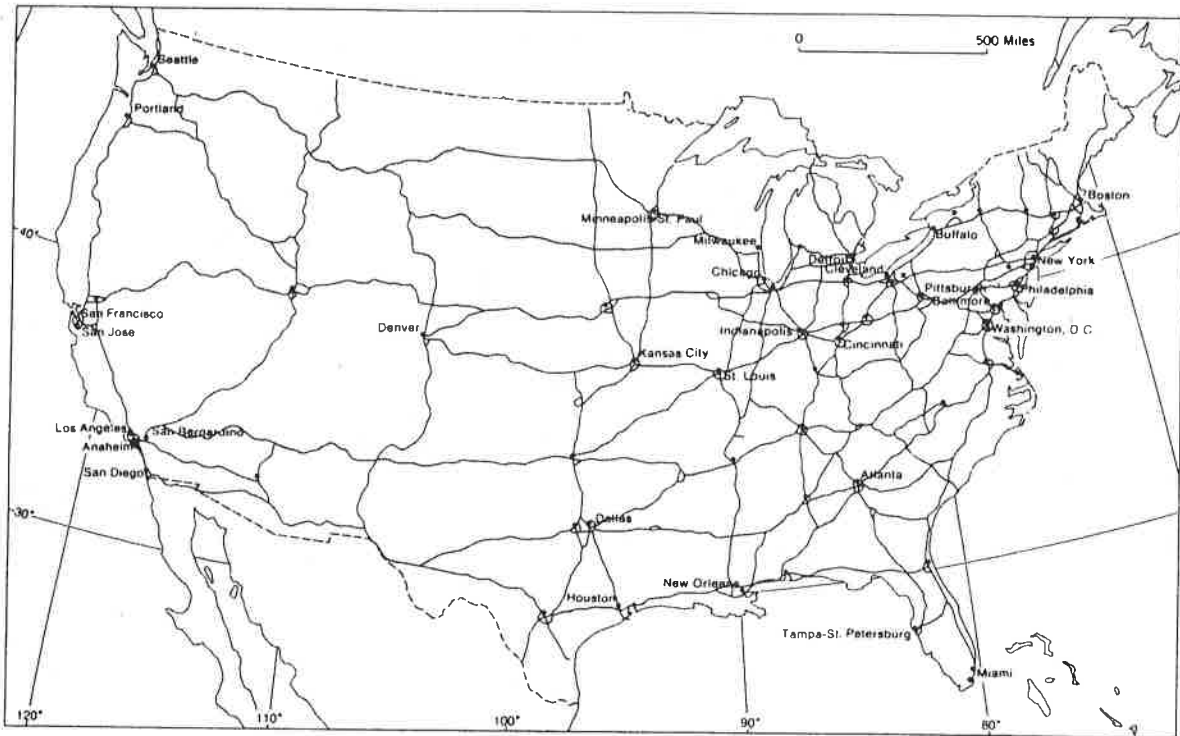 0 500 Miles
Seattle
Portland
Boston
Minneapolis-St. Paul
Buffalo
40°
Milwaukee
Detroit
New York
Chicago
Cleveland
Pittsburgh
Philadelphia
Baltimore
San Francisco
San Jose
Denver
Indianapolis
Washington, D C
Cincinnati
Kansas City
St. Louis
Los Angeles
San Bernardino
Anaheim
San Diego
Atlanta
30°
Dallas
New Orleans
Houston
Tampa-St. Petersburg
Miami
120° 110° 100° 90° 80°